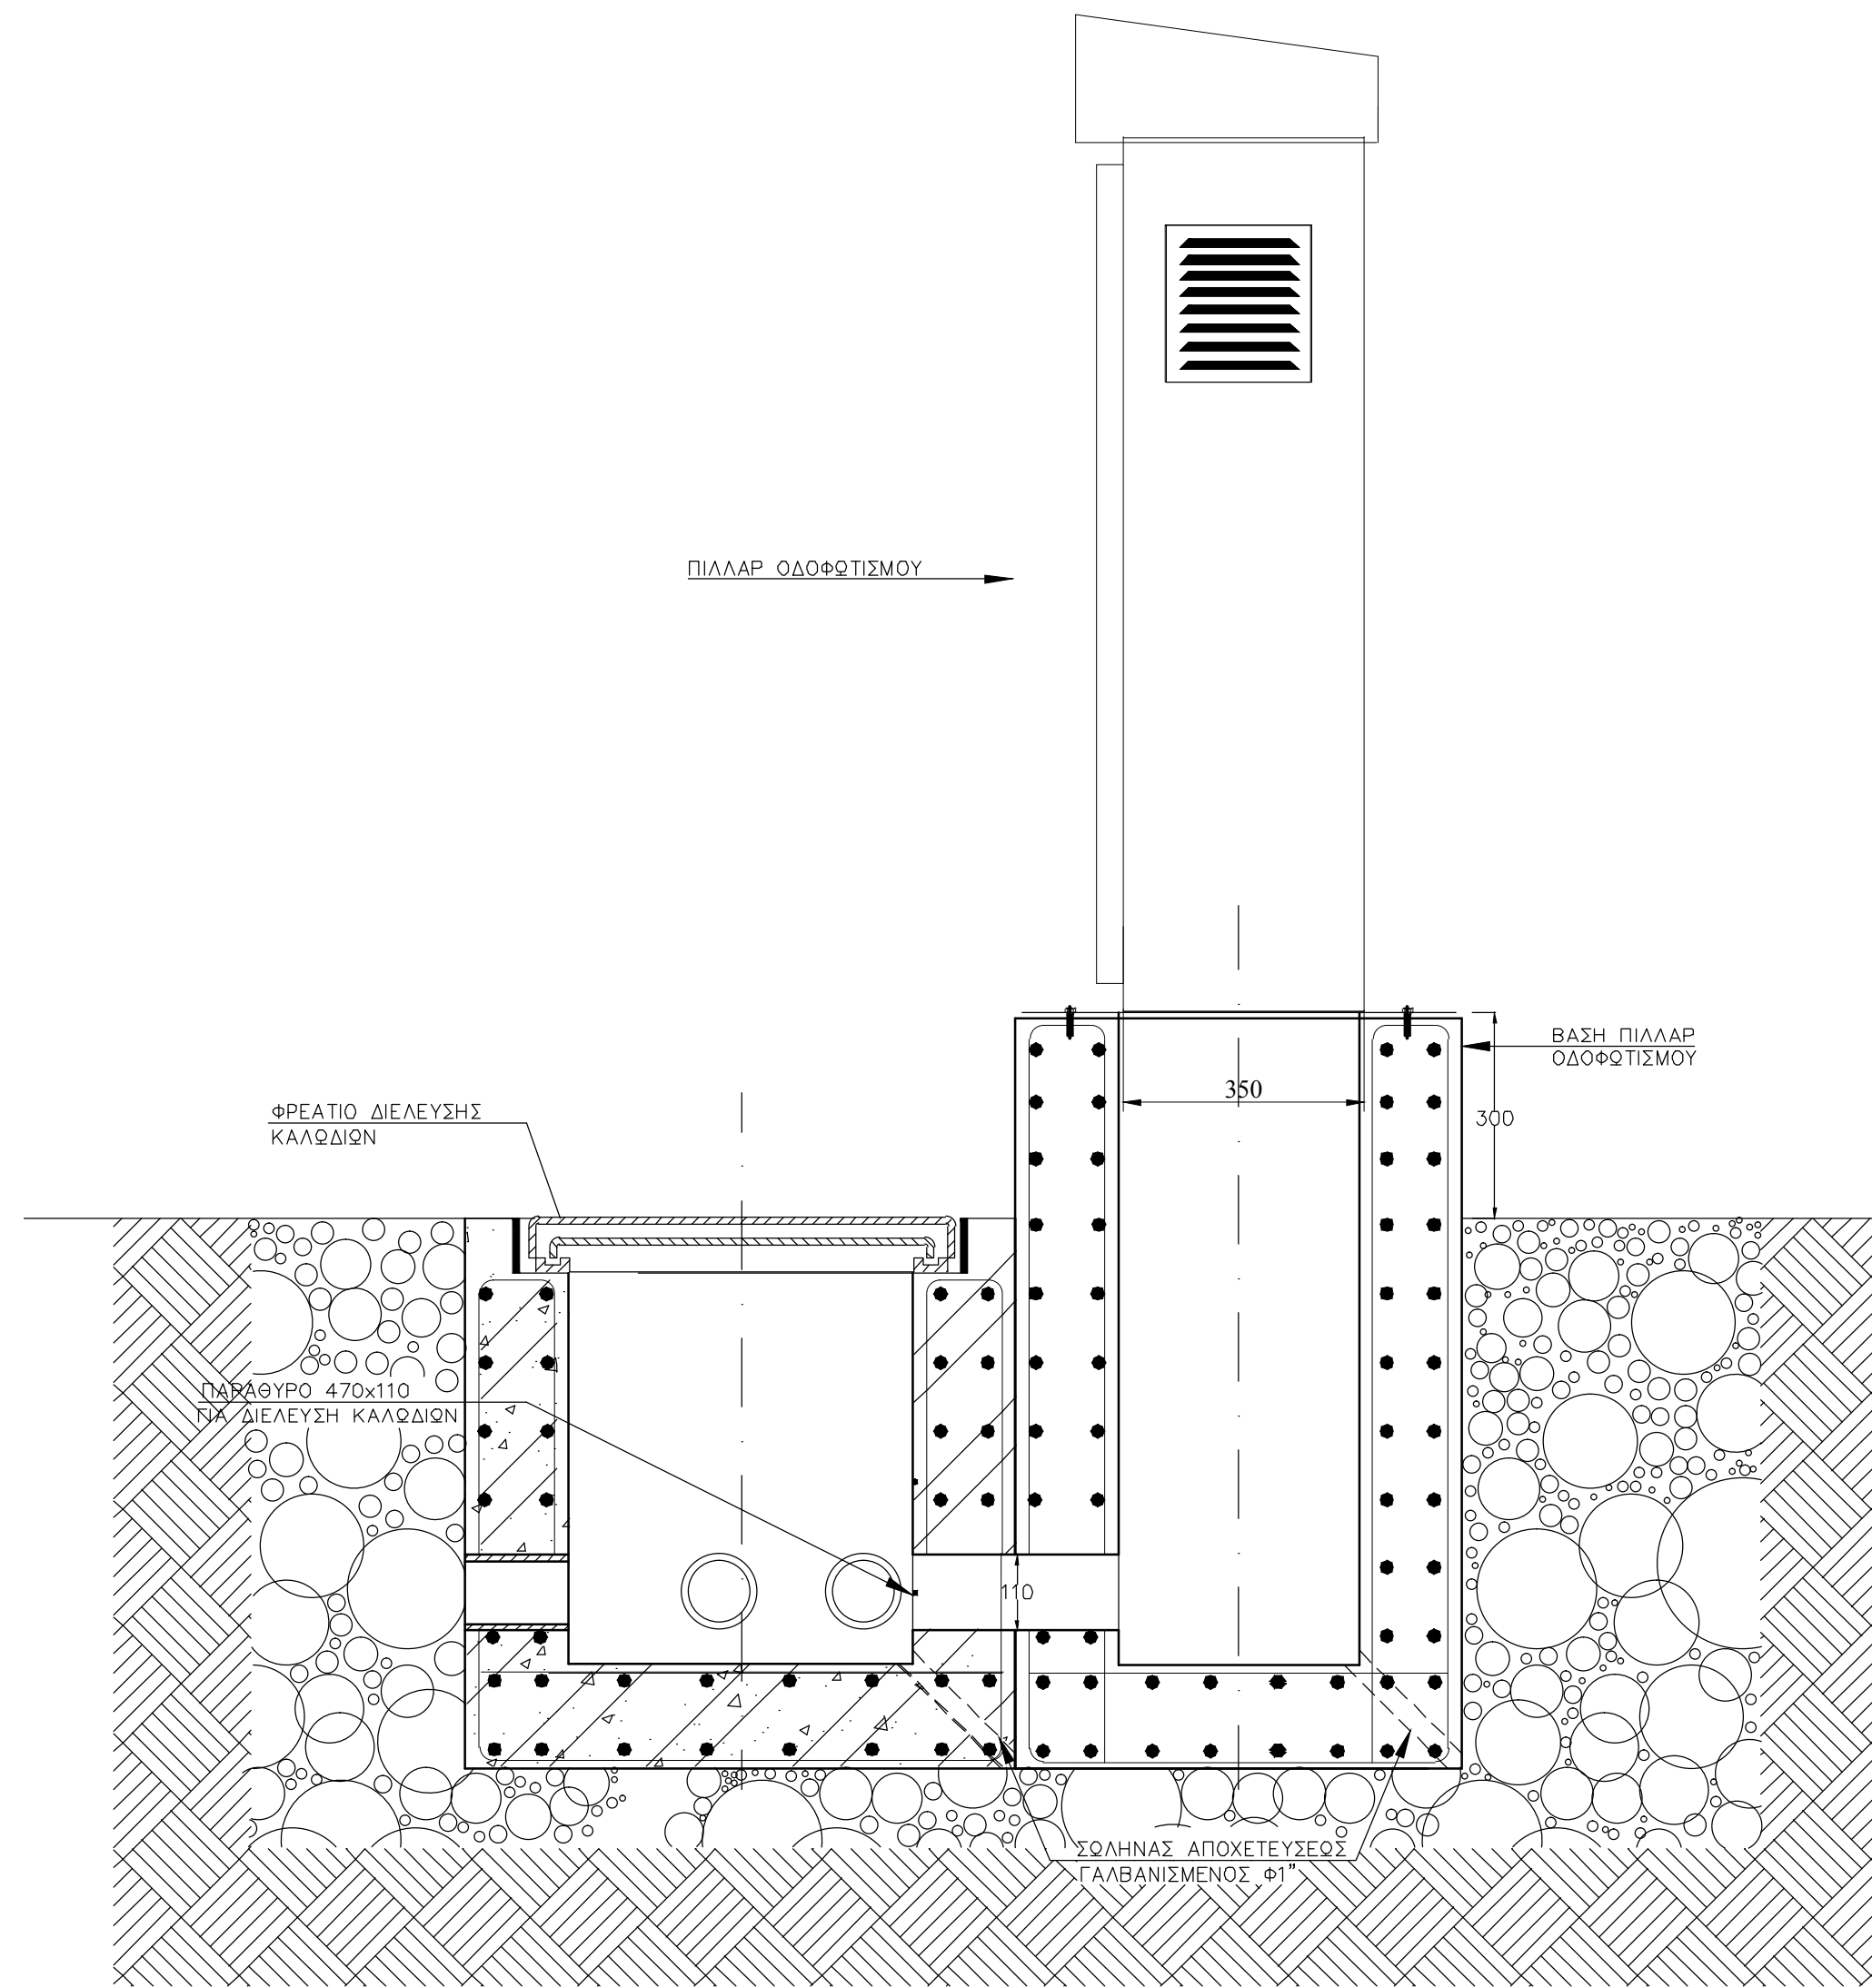 ΠΙΛΛΑΡ ΟΔΟΦΩΤΙΣΜΟΥ
350
ΒΑΣΗ ΠΙΛΛΑΡ
ΟΔΟΦΩΤΙΣΜΟΥ
300
ΦΡΕΑΤΙΟ ΔΙΕΛΕΥΣΗΣ
ΚΑΛΩΔΙΩΝ
ΠΑΡΑΘΥΡΟ 470x110
ΓΙΑ ΔΙΕΛΕΥΣΗ ΚΑΛΩΔΙΩΝ
110
ΣΩΛΗΝΑΣ ΑΠΟΧΕΤΕΥΣΕΩΣ
ΓΑΛΒΑΝΙΣΜΕΝΟΣ Φ1"